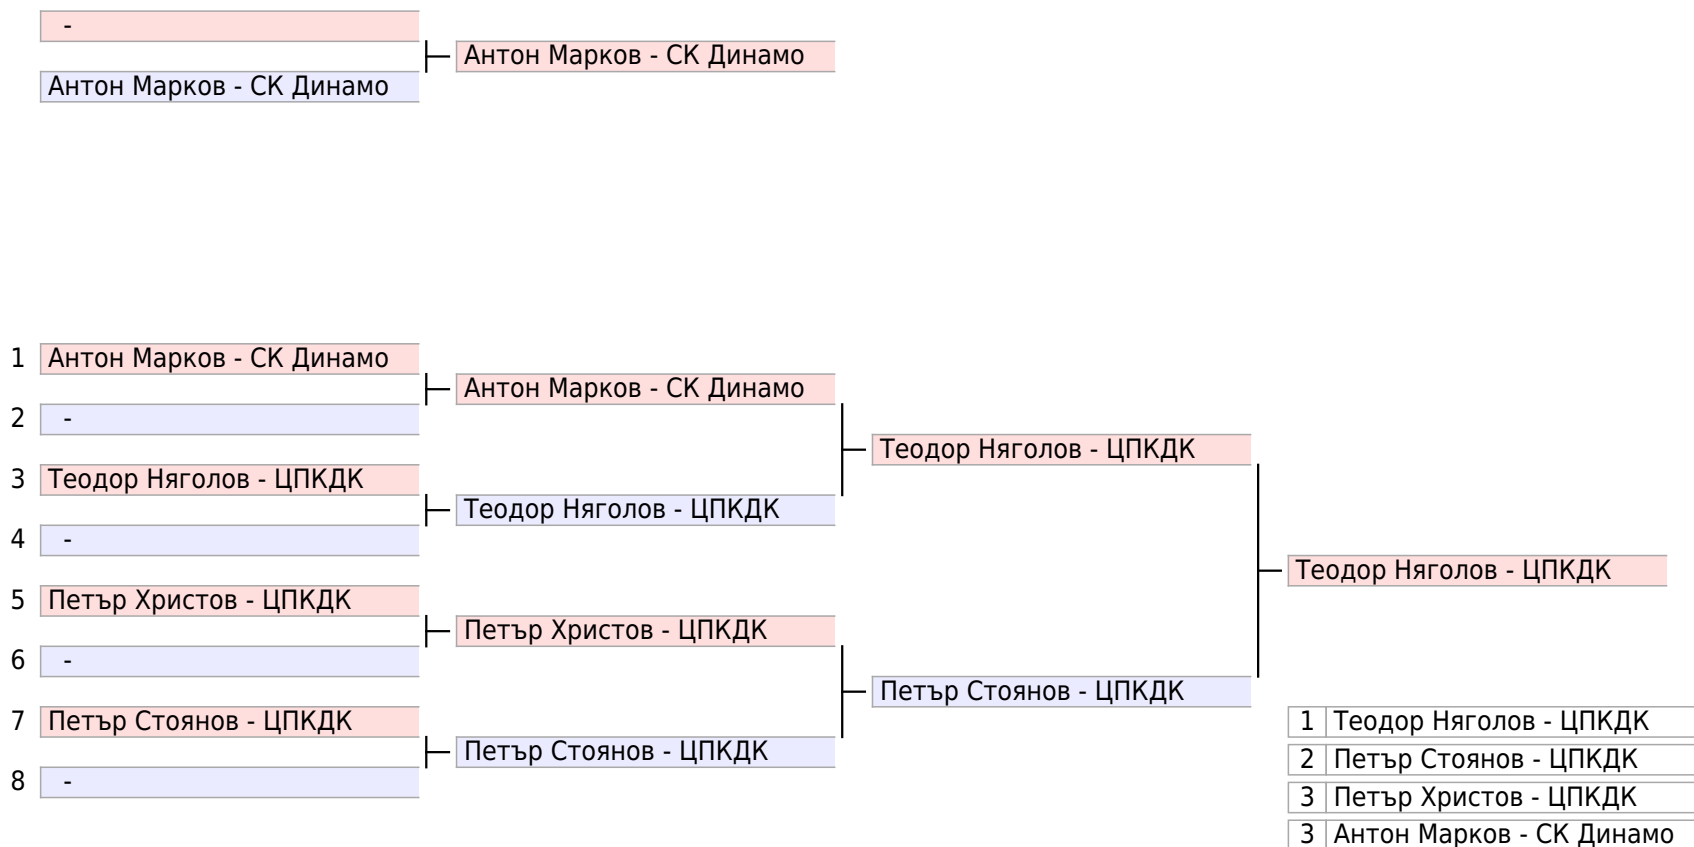 -
Антон Марков - СК Динамо
Антон Марков - СК Динамо
1 Антон Марков - СК Динамо
Антон Марков - СК Динамо
2 -
Теодор Няголов - ЦПКДК
3 Теодор Няголов - ЦПКДК
Теодор Няголов - ЦПКДК
4 -
Теодор Няголов - ЦПКДК
5 Петър Христов - ЦПКДК
Петър Христов - ЦПКДК
6 -
Петър Стоянов - ЦПКДК
7 Петър Стоянов - ЦПКДК
Петър Стоянов - ЦПКДК
8 -
1 Теодор Няголов - ЦПКДК
2 Петър Стоянов - ЦПКДК
3 Петър Христов - ЦПКДК
3 Антон Марков - СК Динамо